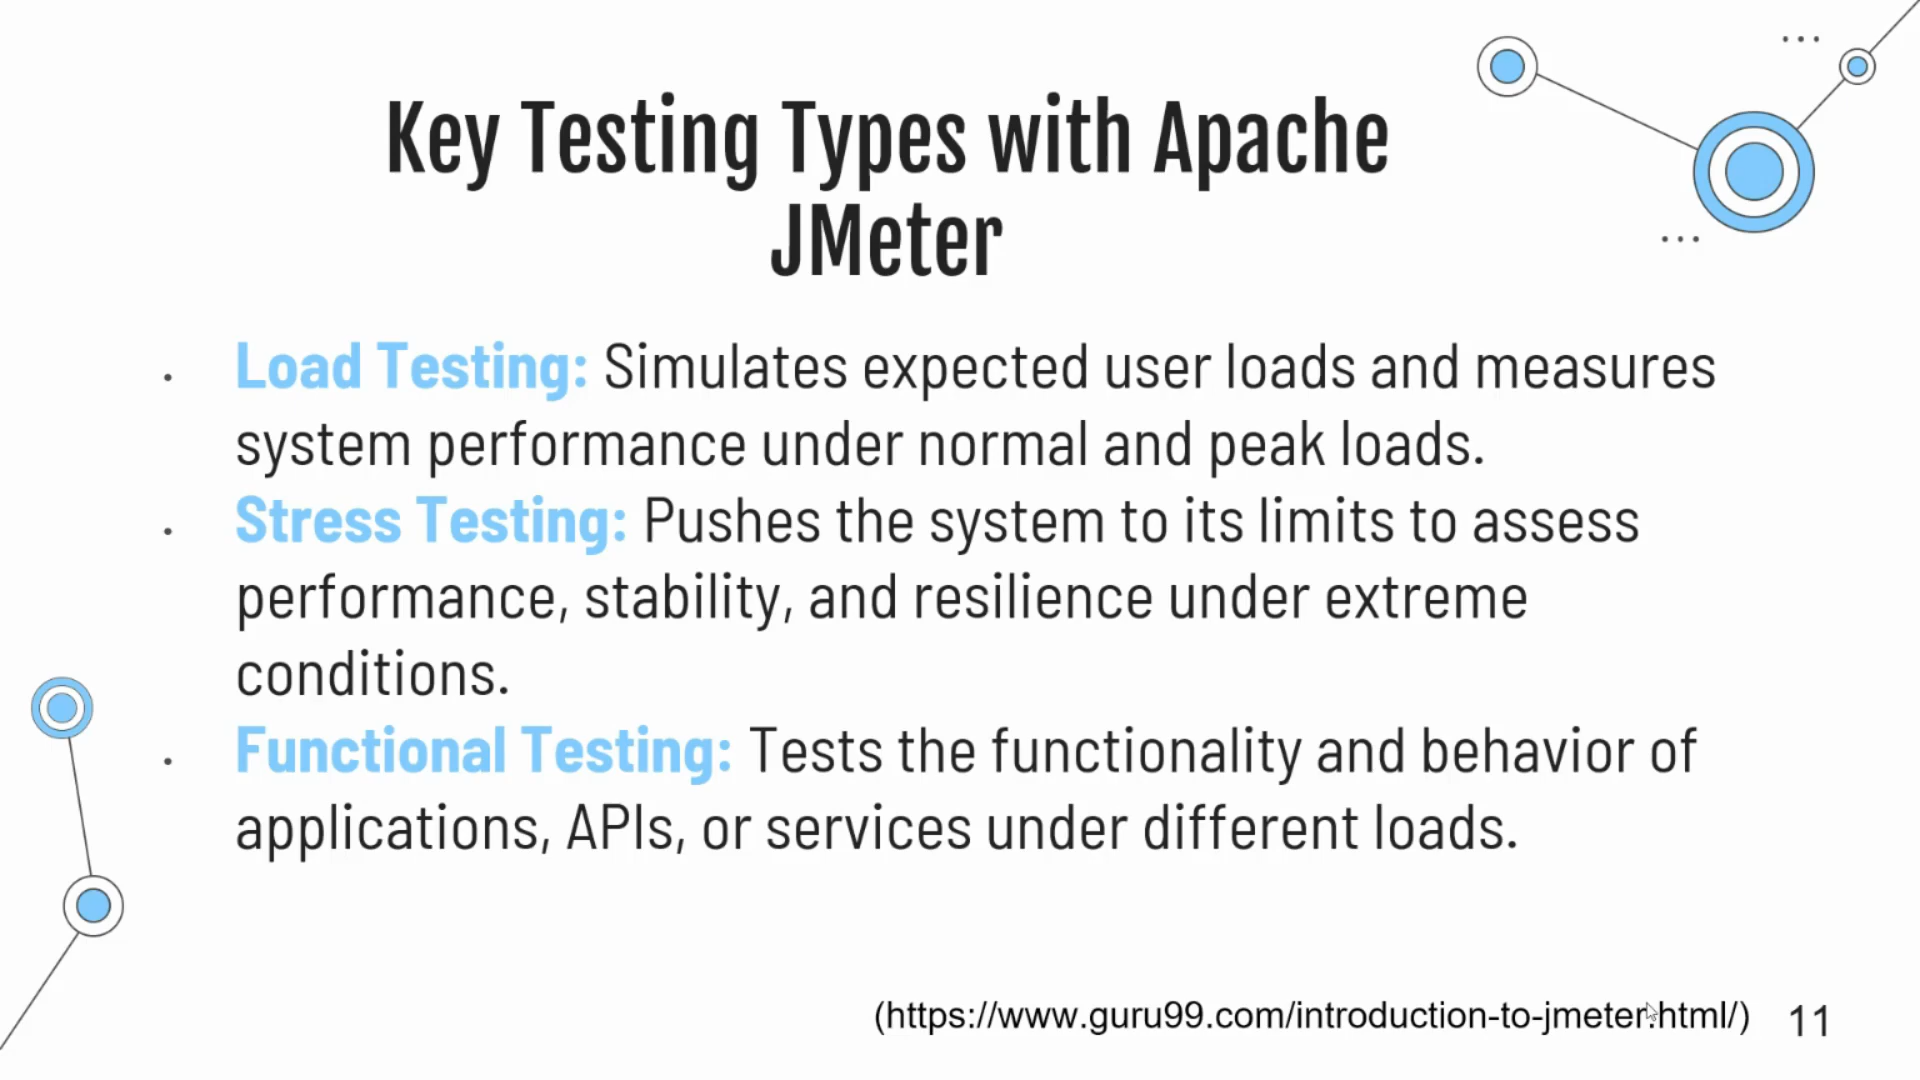 Key Testing Types with Apache
JMeter
• Load Testing: Simulates expected user loads and measures
system performance under normal and peak loads.
• Stress Testing: Pushes the system to its limits to assess
performance, stability, and resilience under extreme
conditions.
• Functional Testing: Tests the functionality and behavior of
applications, APIs, or services under different loads.
(https://www.guru99.com/introduction-to-jmeter.html/)
11